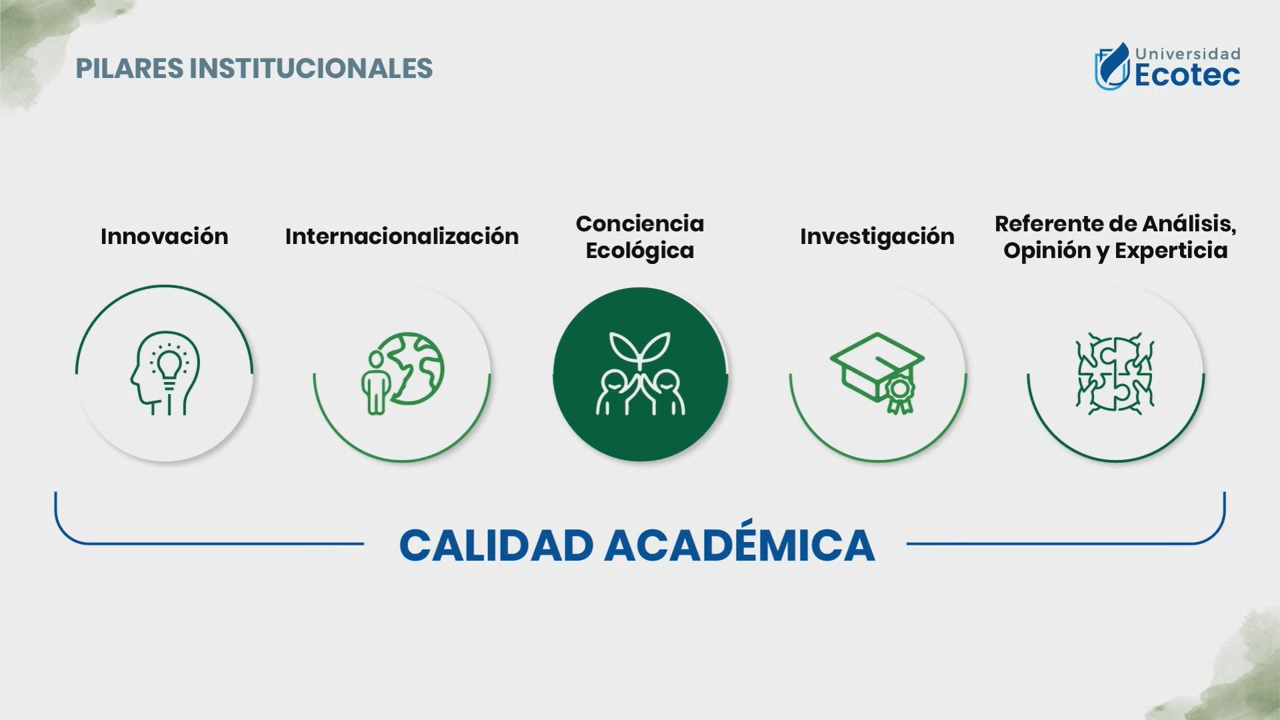 PILARES INSTITUCIONALES
Universidad
Ecotec
Innovación
Internacionalización
Conciencia
Ecológica
Investigación
Referente de Análisis,
Opinión y Experticia
CALIDAD ACADÉMICA